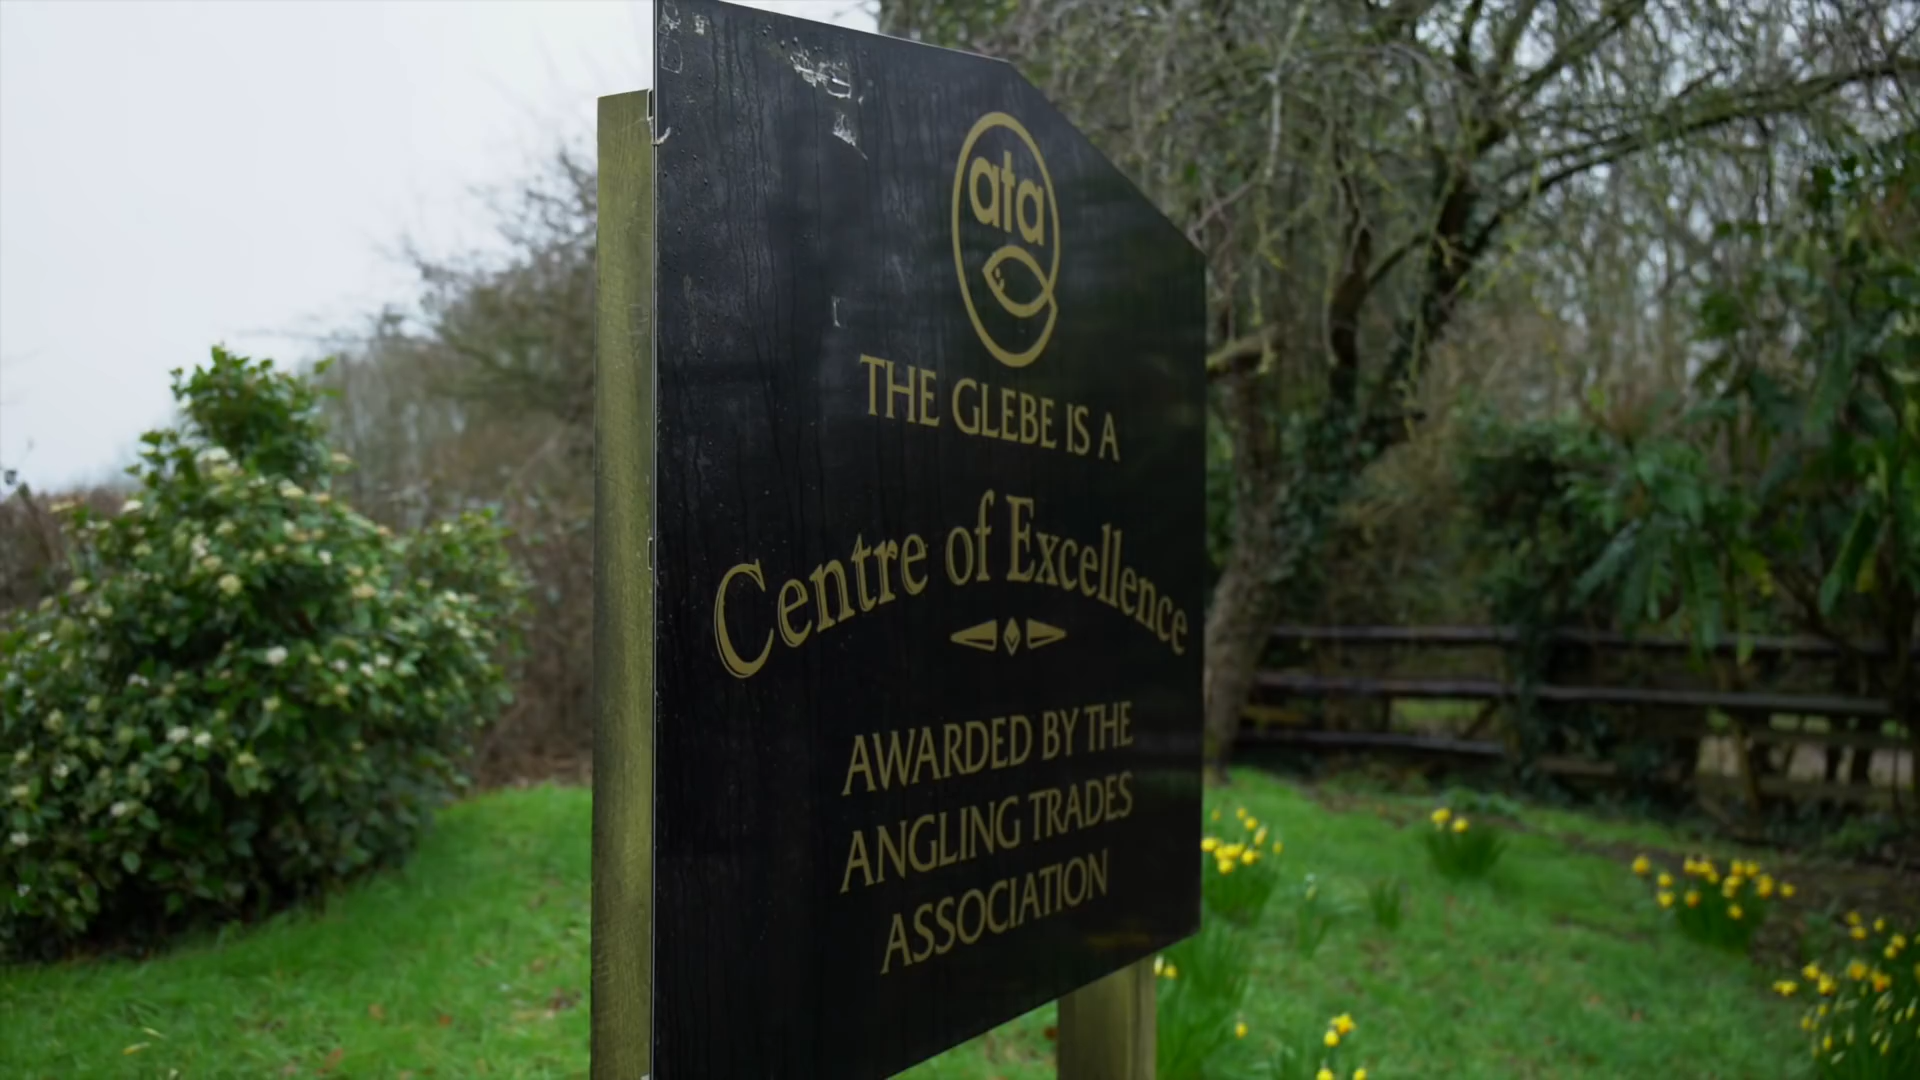 ata
THE GLEBE IS A
Centre of Excellence
AWARDED BY THE
ANGLING TRADES
ASSOCIATION